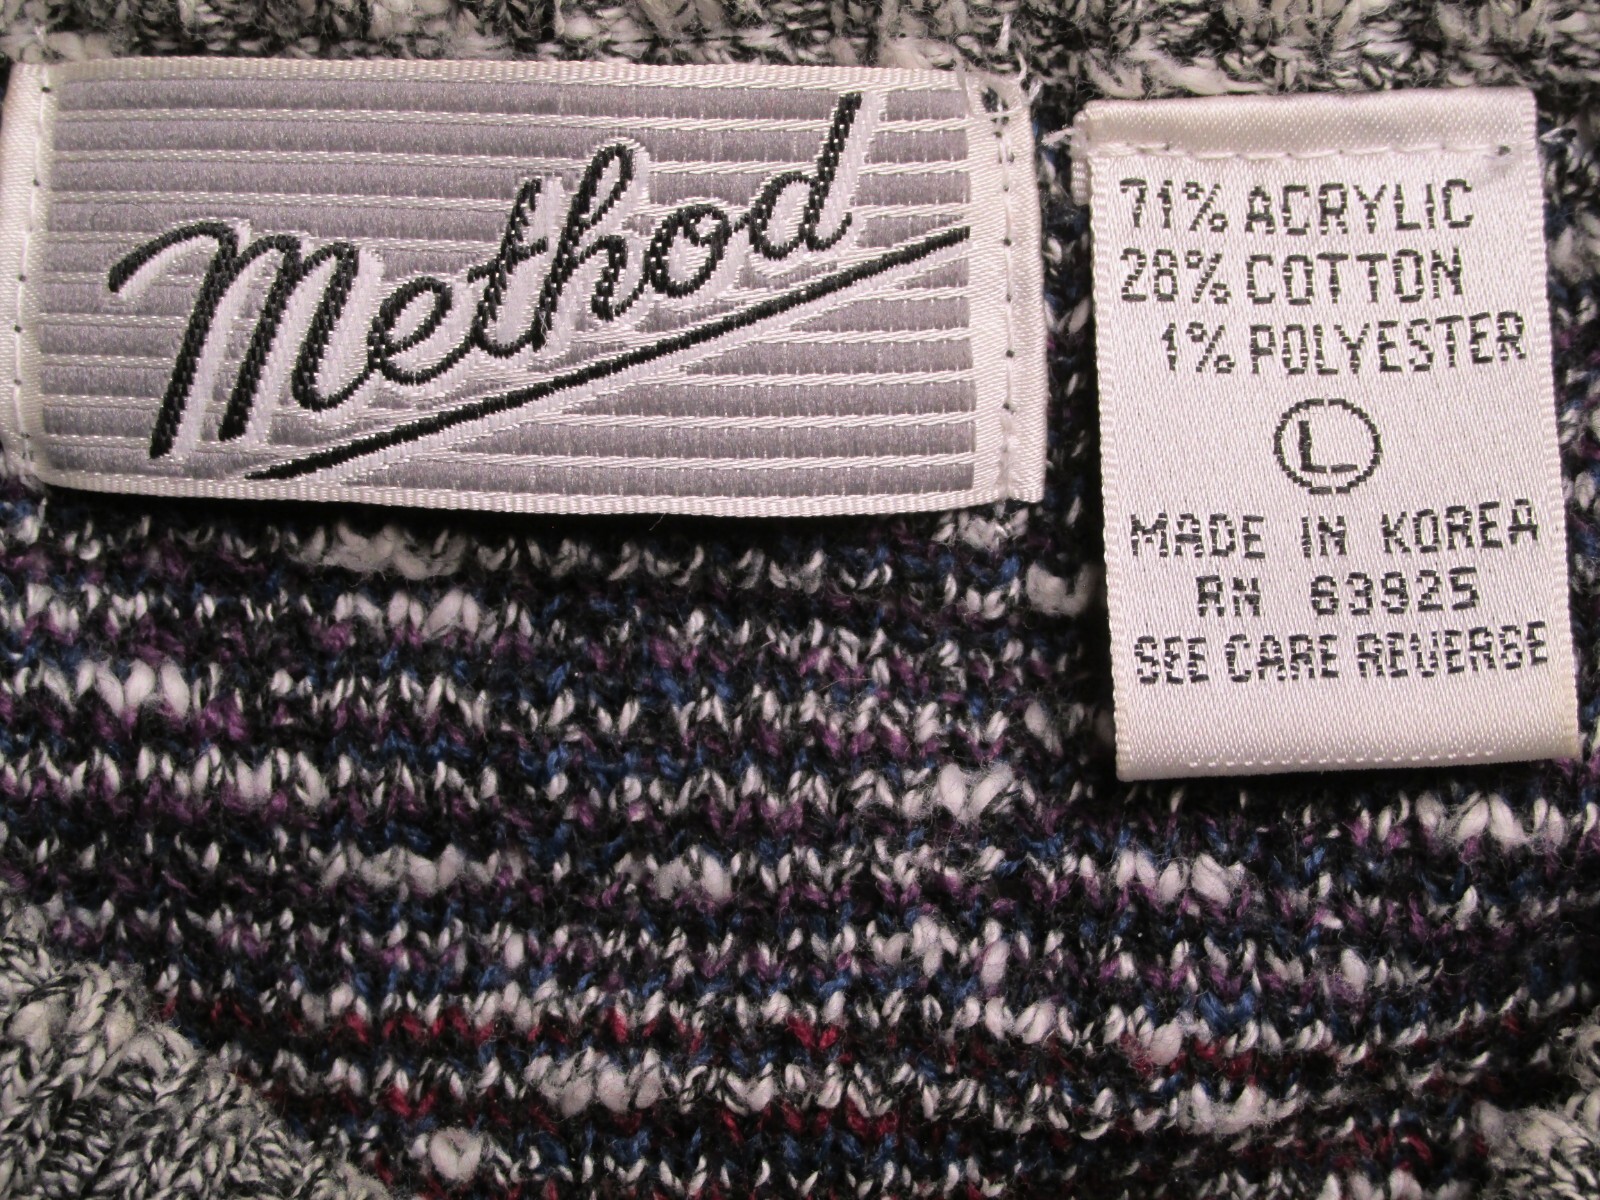 Method
71% ACRYLIC
28% COTTON
1% POLYESTER
L
MADE IN KOREA
RN 63925
SEE CARE REVERSE